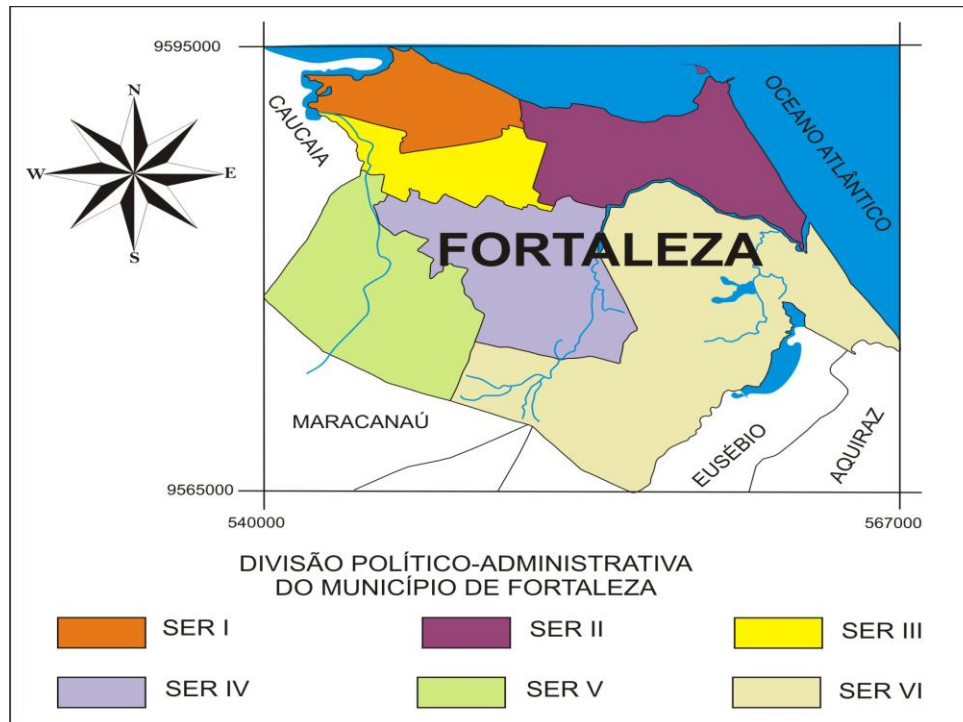 9595000
N
W
E
S
CAUCAIA
OCEANO ATLÂNTICO
FORTALEZA
MARACANAÚ
EUSÉBIO
AQUIRAZ
9565000
540000
567000
DIVISÃO POLÍTICO-ADMINISTRATIVA
DO MUNICÍPIO DE FORTALEZA
SER I
SER II
SER III
SER IV
SER V
SER VI